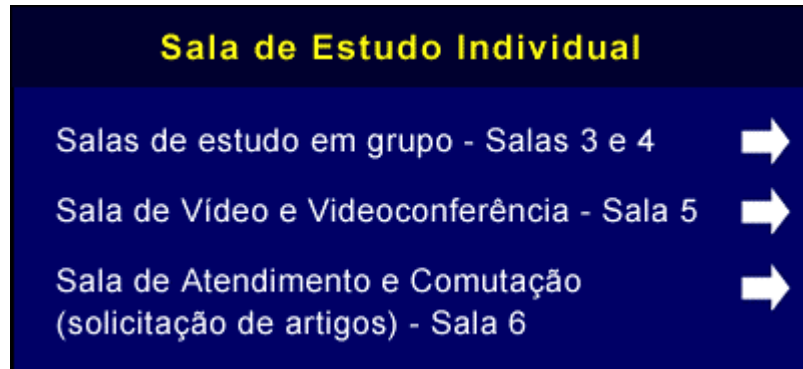 Sala de Estudo Individual
Salas de estudo em grupo - Salas 3 e 4
Sala de Vídeo e Videoconferência - Sala 5
Sala de Atendimento e Comutação
(solicitação de artigos) - Sala 6